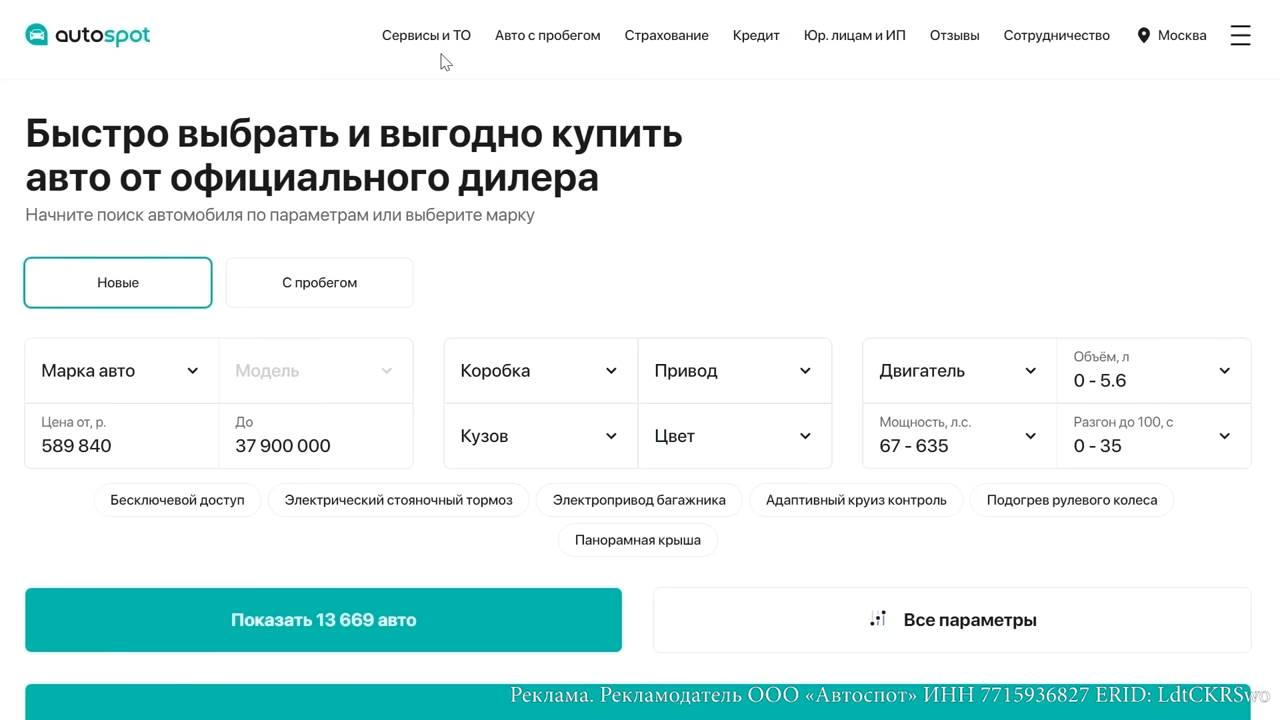 autospot
Сервисы и ТО
Авто с пробегом
Страхование
Кредит
Юр. лицам и ИП
Отзывы
Сотрудничество
Москва
Быстро выбрать и выгодно купить
авто от официального дилера
Начните поиск автомобиля по параметрам или выберите марку
Новые
С пробегом
Марка авто
Модель
Цена от, р.
589 840
До
37 900 000
Коробка
Привод
Кузов
Цвет
Двигатель
Объём, л
0 - 5.6
Мощность, л.с.
67 - 635
Разгон до 100, с
0 - 35
Бесключевой доступ
Электрический стояночный тормоз
Электропривод багажника
Адаптивный круиз контроль
Подогрев рулевого колеса
Панорамная крыша
Показать 13 669 авто
Все параметры
Реклама. Рекламодатель ООО «Автоспот» ИНН 7715936827 ERID: LdtCKRSwo